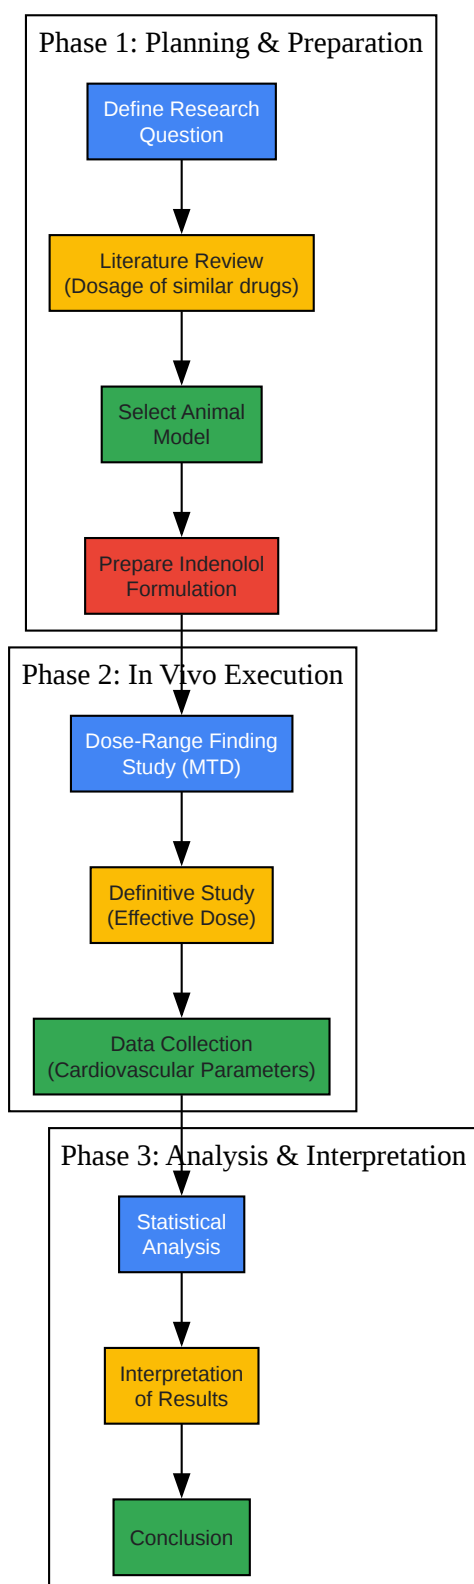 Phase 1: Planning & Preparation
Define Research
Question
Literature Review
(Dosage of similar drugs)
Select Animal
Model
Prepare Indenolol
Formulation
Phase 2: In Vivo Execution
Dose-Range Finding
Study (MTD)
Definitive Study
(Effective Dose)
Data Collection
(Cardiovascular Parameters)
Phase 3: Analysis & Interpretation
Statistical
Analysis
Interpretation
of Results
Conclusion